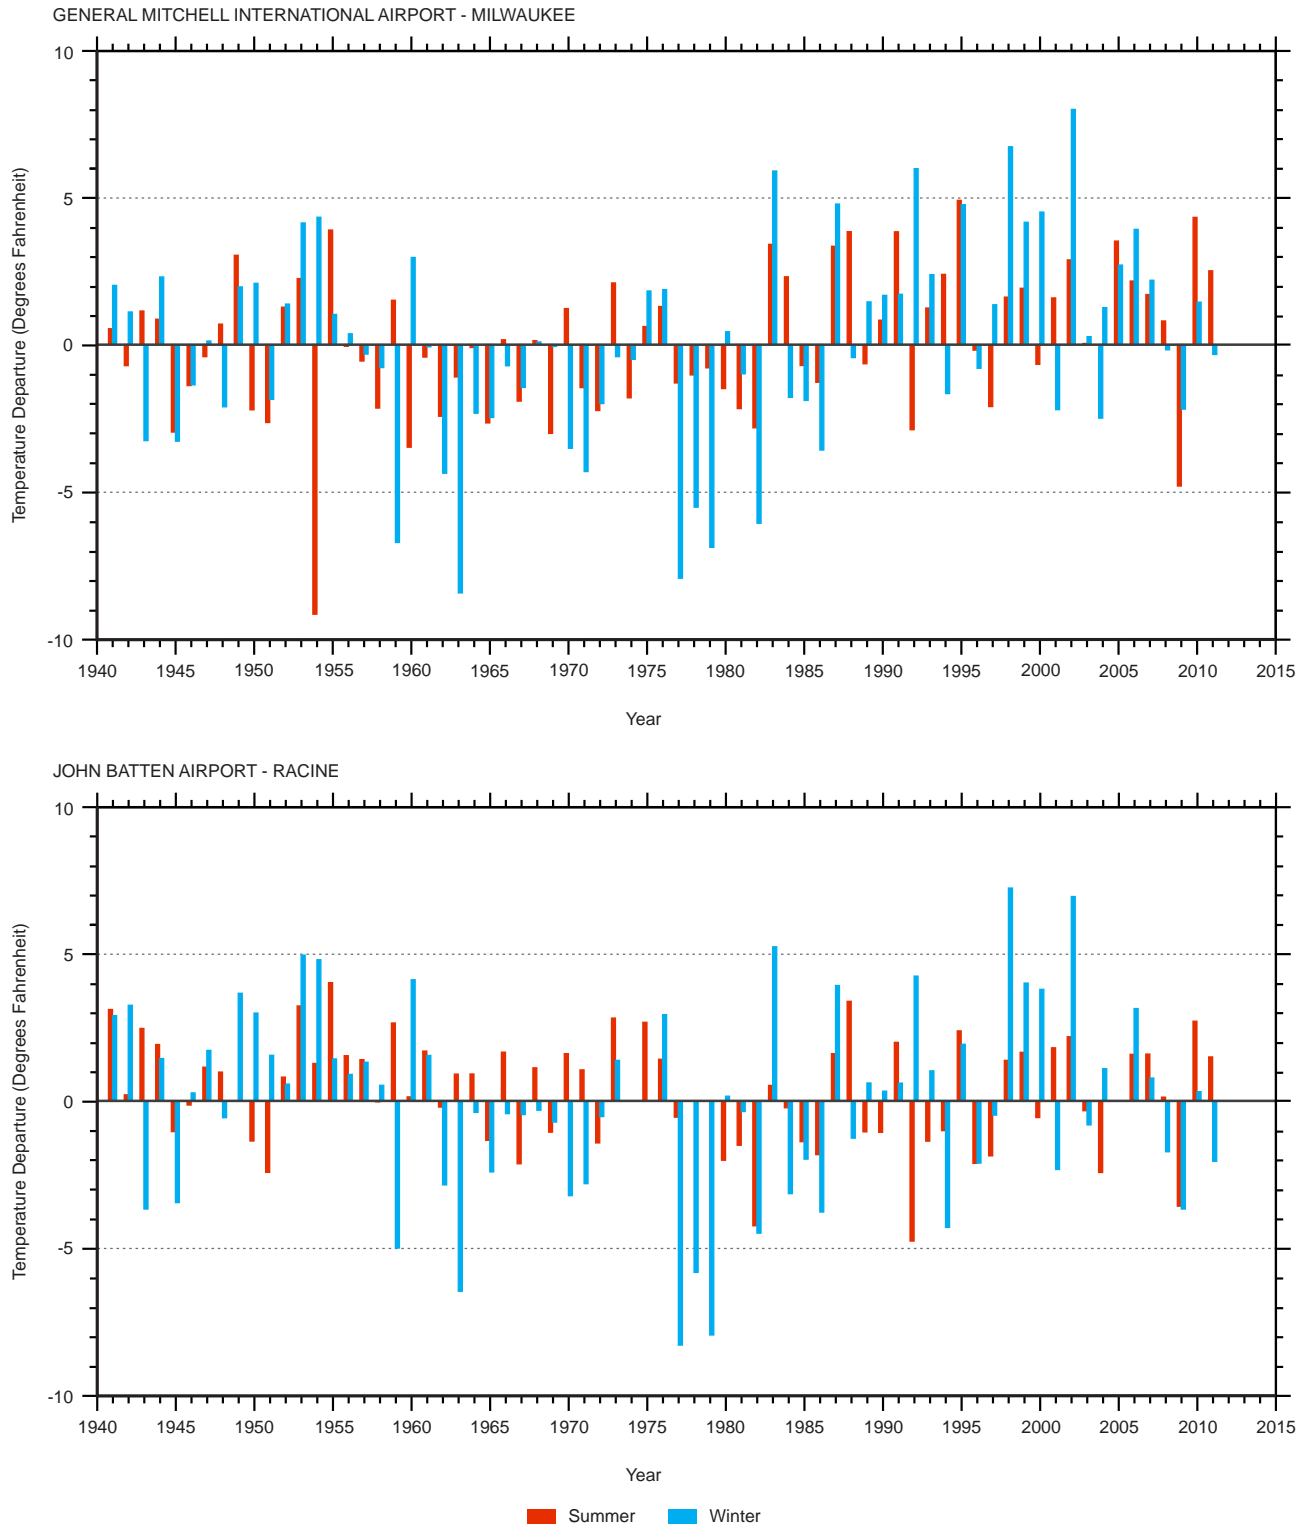 GENERAL MITCHELL INTERNATIONAL AIRPORT - MILWAUKEE
Temperature Departure (Degrees Fahrenheit)
10
5
0
-5
-10
1940 1945 1950 1955 1960 1965 1970 1975 1980 1985 1990 1995 2000 2005 2010 2015
Year
JOHN BATTEN AIRPORT - RACINE
Temperature Departure (Degrees Fahrenheit)
10
5
0
-5
-10
1940 1945 1950 1955 1960 1965 1970 1975 1980 1985 1990 1995 2000 2005 2010 2015
Year
Summer Winter